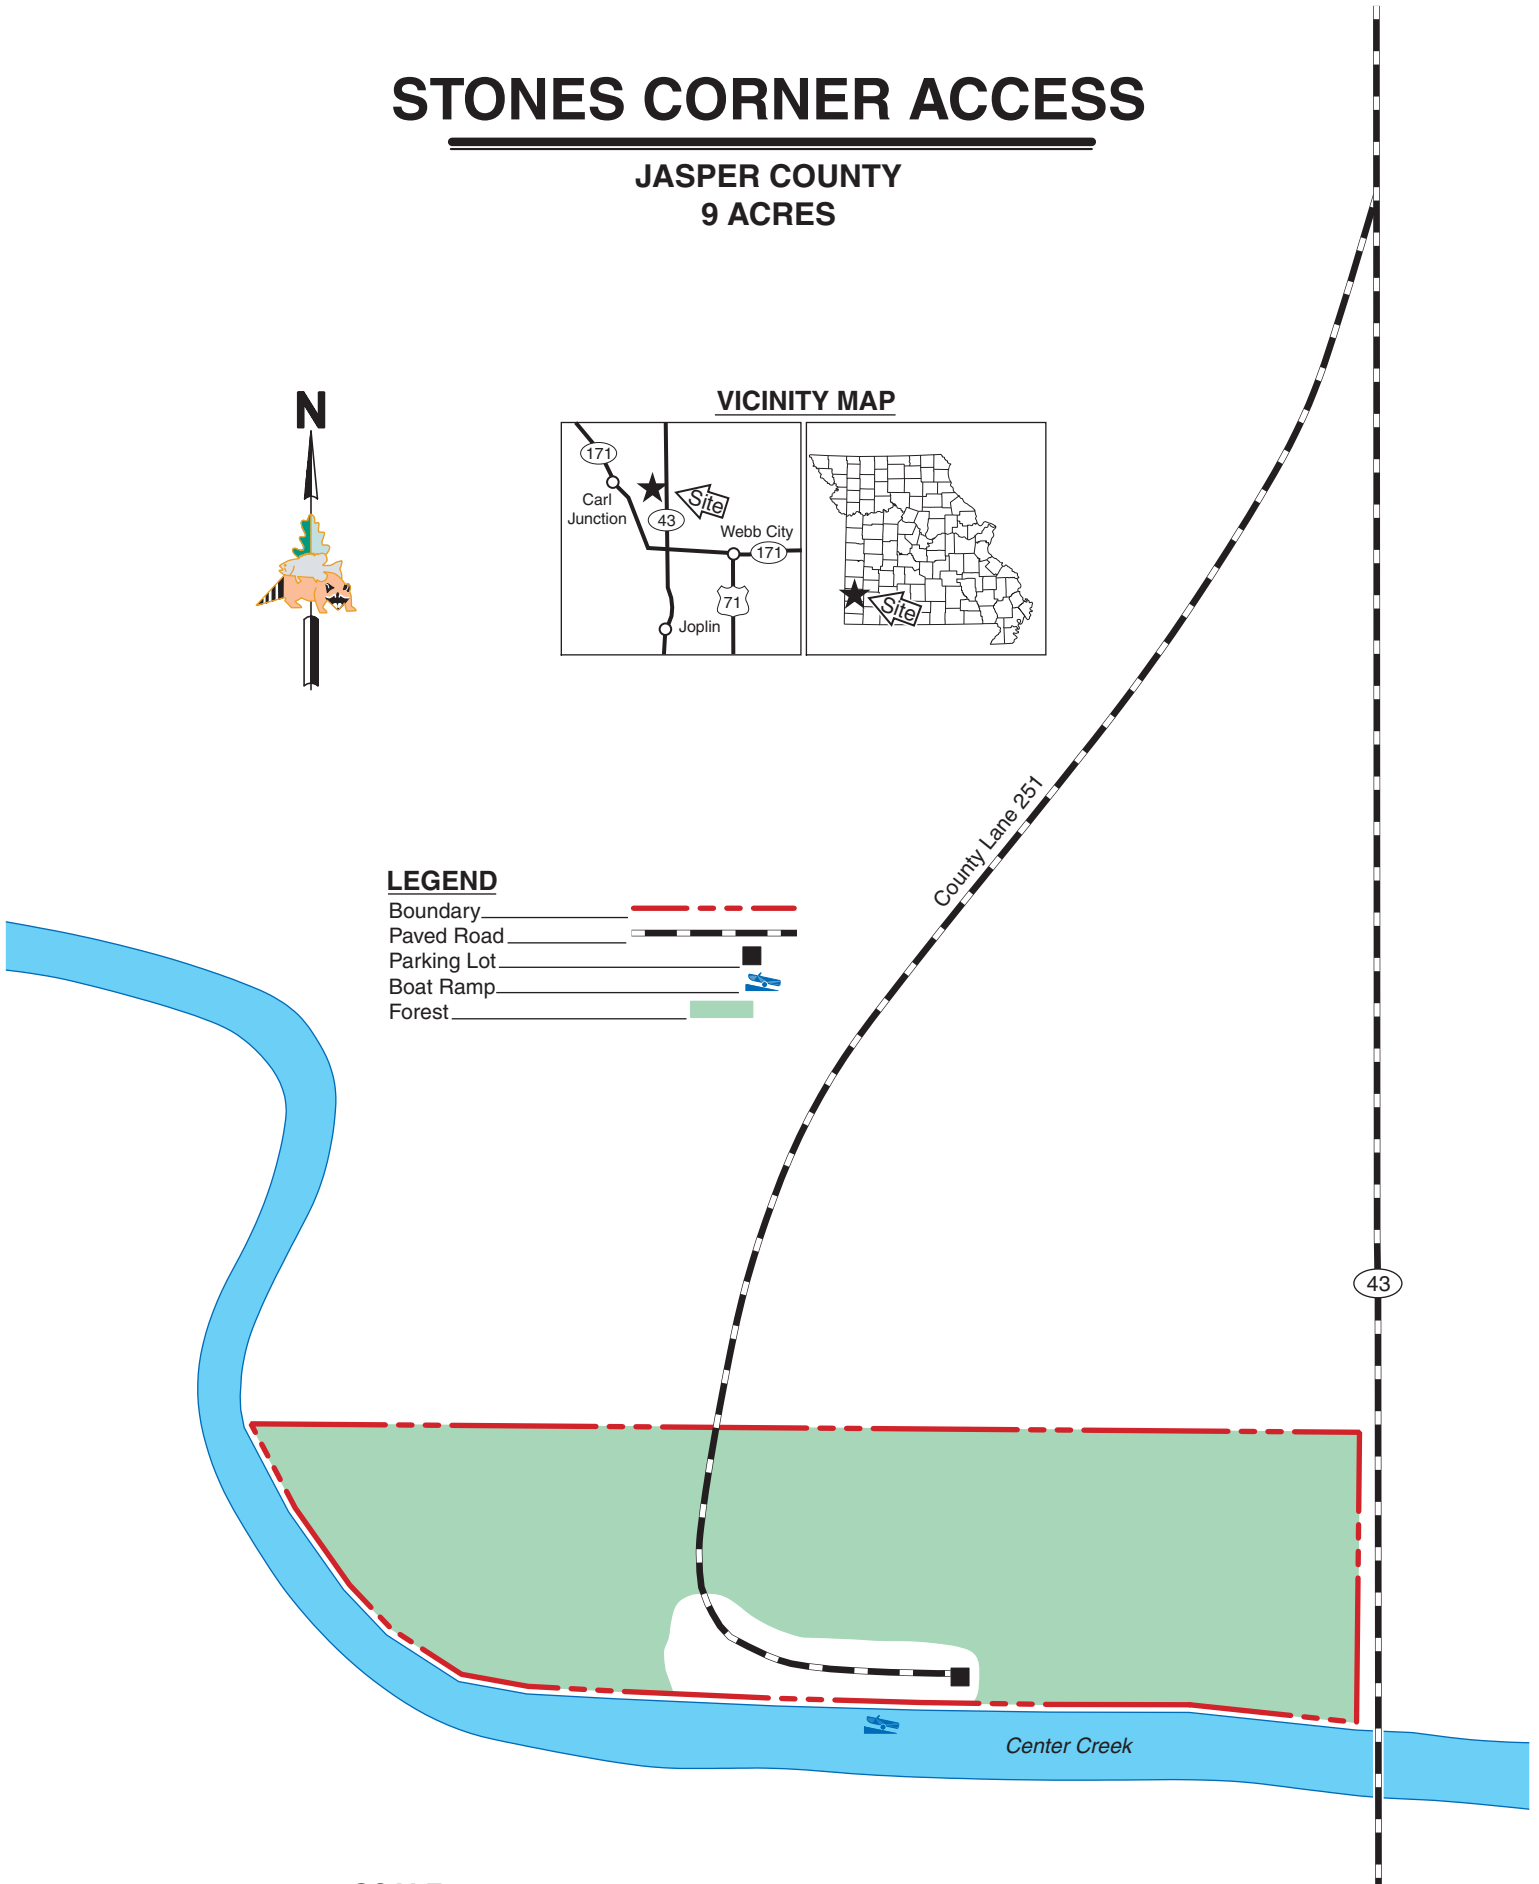 STONES CORNER ACCESS
JASPER COUNTY
9 ACRES
N
VICINITY MAP
171
Carl
Junction
Site
43
Webb City
171
71
Joplin
Site
County Lane 251
LEGEND
Boundary
Paved Road
Parking Lot
Boat Ramp
Forest
43
Center Creek